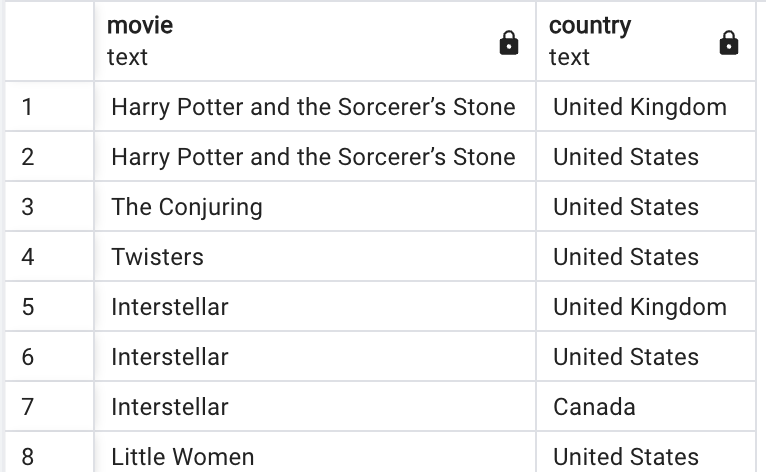 movie country
text text
1 Harry Potter and the Sorcerer’s Stone United Kingdom
2 Harry Potter and the Sorcerer’s Stone United States
3 The Conjuring United States
4 Twisters United States
5 Interstellar United Kingdom
6 Interstellar United States
7 Interstellar Canada
8 Little Women United States